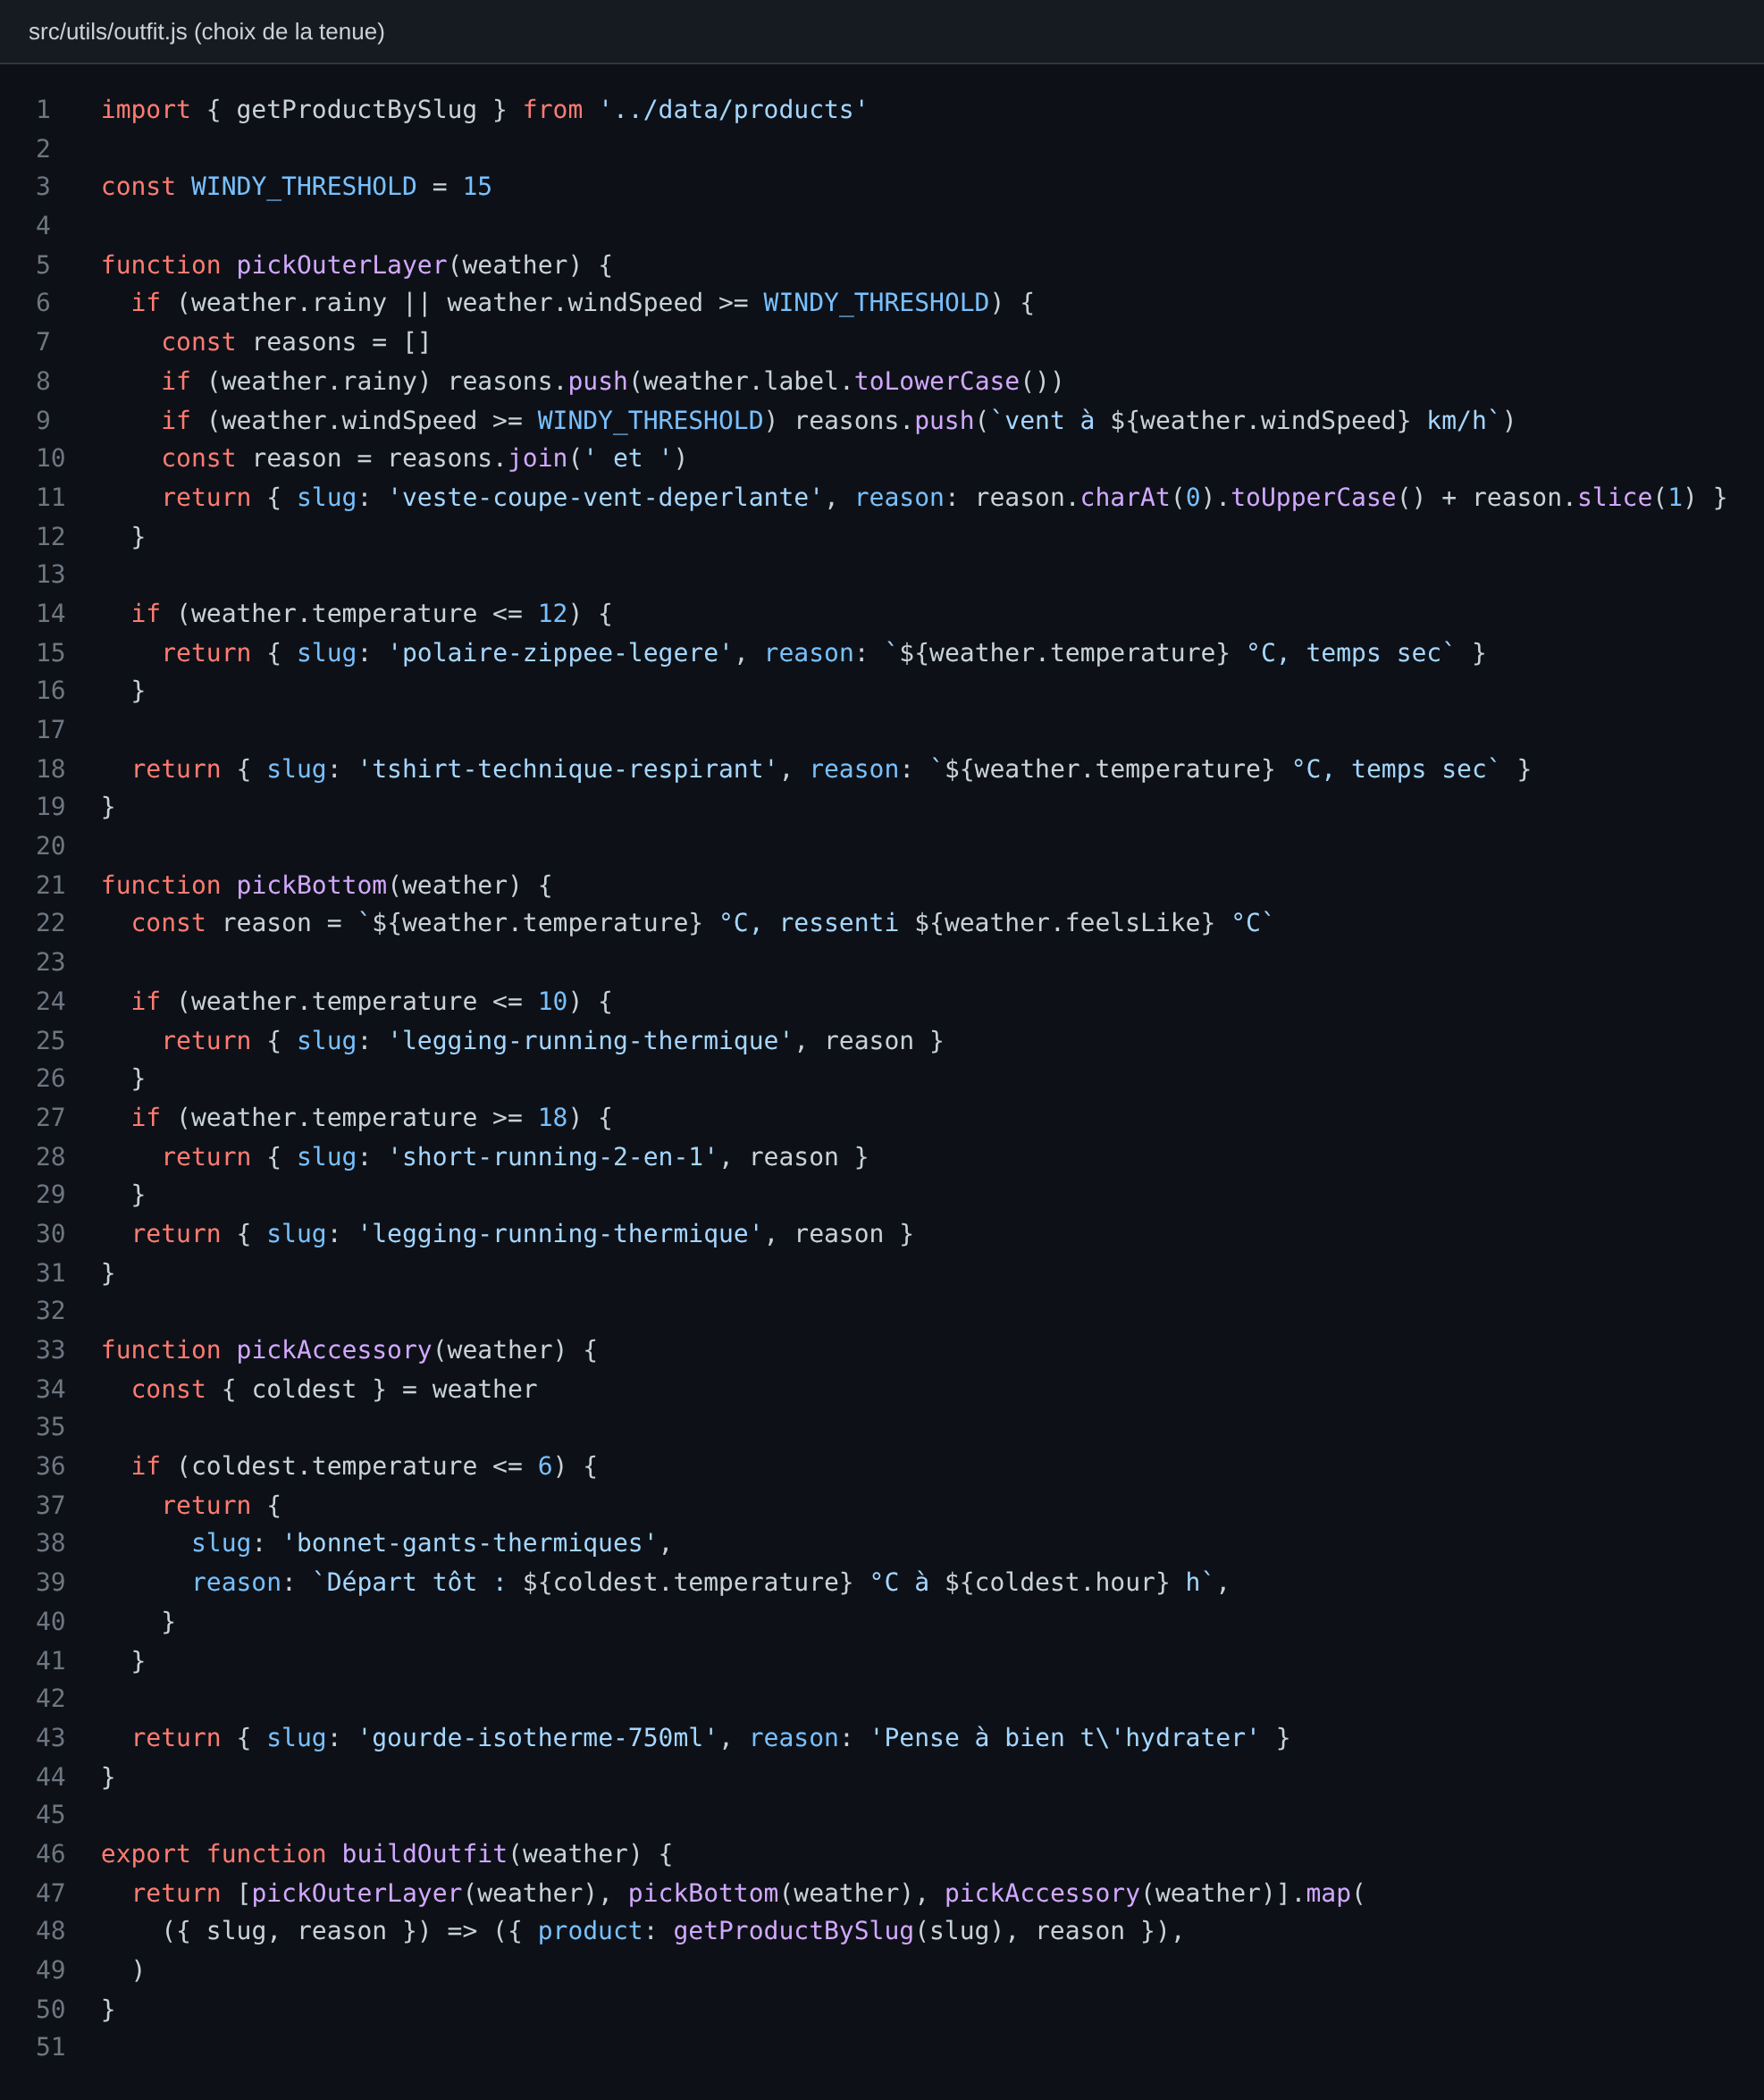 src/utils/outfit.js (choix de la tenue)
1 import { getProductBySlug } from '../data/products'
2
3 const WINDY_THRESHOLD = 15
4
5 function pickOuterLayer(weather) {
6   if (weather.rainy || weather.windSpeed >= WINDY_THRESHOLD) {
7     const reasons = []
8     if (weather.rainy) reasons.push(weather.label.toLowerCase())
9     if (weather.windSpeed >= WINDY_THRESHOLD) reasons.push(`vent à ${weather.windSpeed} km/h`)
10     const reason = reasons.join(' et ')
11     return { slug: 'veste-coupe-vent-deperlante', reason: reason.charAt(0).toUpperCase() + reason.slice(1) }
12   }
13
14   if (weather.temperature <= 12) {
15     return { slug: 'polaire-zippee-legere', reason: `${weather.temperature} °C, temps sec` }
16   }
17
18   return { slug: 'tshirt-technique-respirant', reason: `${weather.temperature} °C, temps sec` }
19 }
20
21 function pickBottom(weather) {
22   const reason = `${weather.temperature} °C, ressenti ${weather.feelsLike} °C`
23
24   if (weather.temperature <= 10) {
25     return { slug: 'legging-running-thermique', reason }
26   }
27   if (weather.temperature >= 18) {
28     return { slug: 'short-running-2-en-1', reason }
29   }
30   return { slug: 'legging-running-thermique', reason }
31 }
32
33 function pickAccessory(weather) {
34   const { coldest } = weather
35
36   if (coldest.temperature <= 6) {
37     return {
38       slug: 'bonnet-gants-thermiques',
39       reason: `Départ tôt : ${coldest.temperature} °C à ${coldest.hour} h`,
40     }
41   }
42
43   return { slug: 'gourde-isotherme-750ml', reason: 'Pense à bien t\'hydrater' }
44 }
45
46 export function buildOutfit(weather) {
47   return [pickOuterLayer(weather), pickBottom(weather), pickAccessory(weather)].map(
48     ({ slug, reason }) => ({ product: getProductBySlug(slug), reason }),
49   )
50 }
51